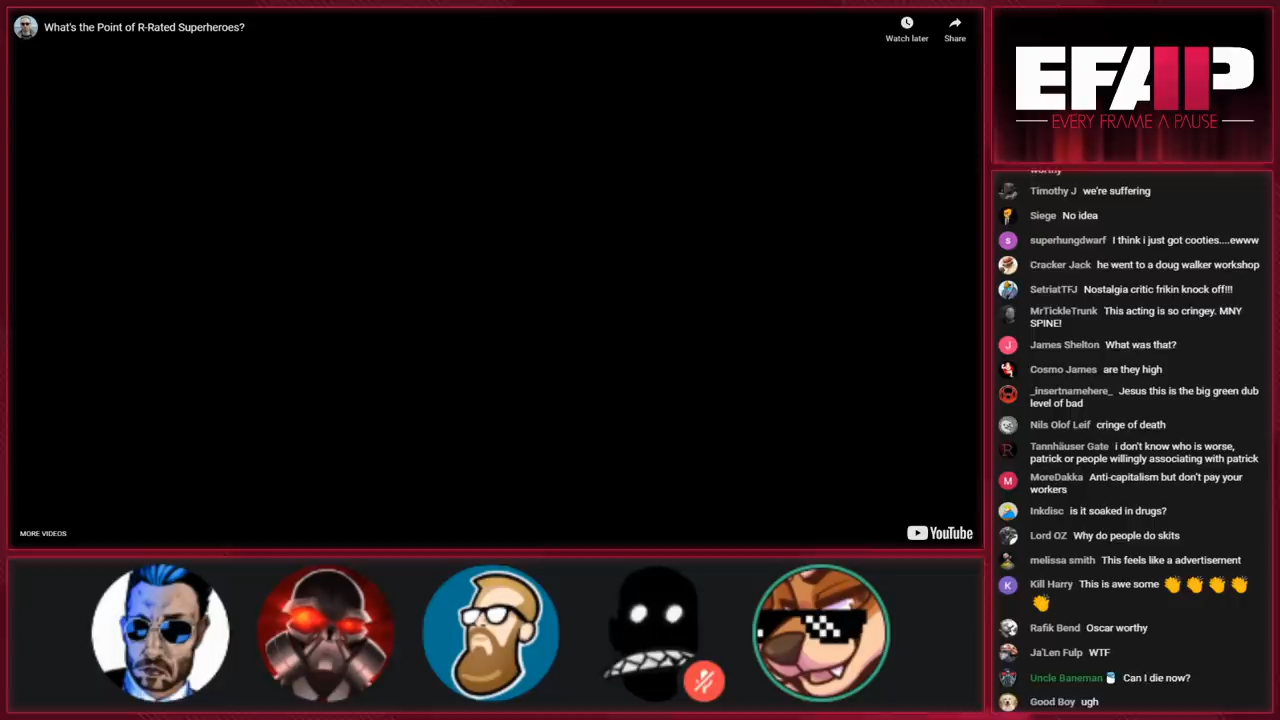 What's the Point of R-Rated Superheroes?
Watch later
Share
MORE VIDEOS
YouTube
EFAP
EVERY FRAME A PAUSE
worthy
Timothy J we're suffering
Siege No idea
superhungdwarf I think i just got cooties....ewww
Cracker Jack he went to a doug walker workshop
SetriatTFJ Nostalgia critic frikin knock off!!!
MrTickleTrunk This acting is so cringey. MNY
SPINE!
James Shelton What was that?
Cosmo James are they high
_insertnamehere_ Jesus this is the big green dub
level of bad
Nils Olof Leif cringe of death
Tannhäuser Gate i don't know who is worse,
patrick or people willingly associating with patrick
MoreDakka Anti-capitalism but don't pay your
workers
Inkdisc is it soaked in drugs?
Lord OZ Why do people do skits
melissa smith This feels like a advertisement
Kill Harry This is awe some 👏 👏 👏 👏
👏
Rafik Bend Oscar worthy
Ja'Len Fulp WTF
Uncle Baneman Can I die now?
Good Boy ugh